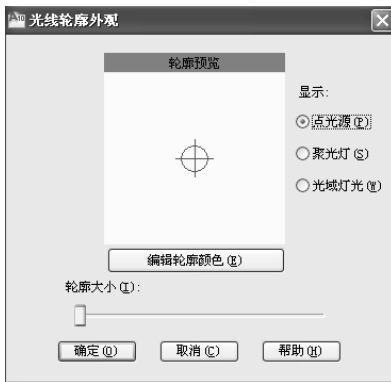 光线轮廓外观
轮廓预览
显示:
点光源(P)
聚光灯(S)
光域灯光(W)
编辑轮廓颜色(E)
轮廓大小(I):
确定(O) 取消(C) 帮助(H)